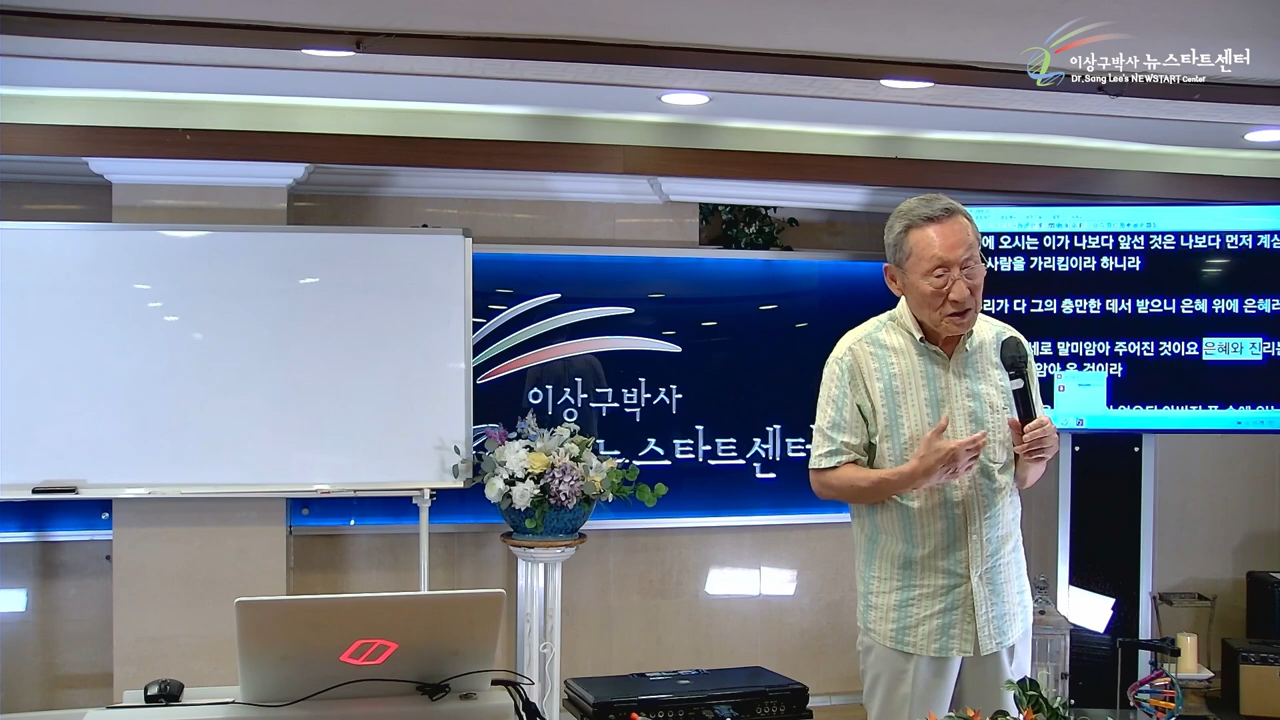 이상구박사 뉴스타트센터
Dr. Sang Lee's NEWSTART Center
에 오시는 이가 나보다 앞선 것은 나보다 먼저 계심
사람을 가리킴이라 하니라
리가 다 그의 충만한 데서 받으니 은혜 위에 은혜러
로 말미암아 주어진 것이요 은혜와 진리는
암아 온 것이라
이상구박사
뉴스타트센터